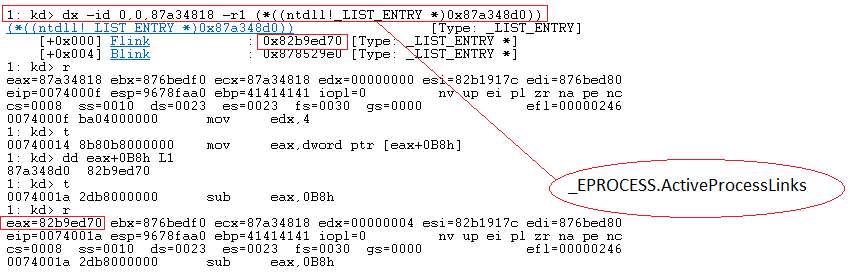 1: kd> dx -id 0,0,87a34818 -r1 (*((ntdll!_LIST_ENTRY *)0x87a348d0))
(*((ntdll!_LIST_ENTRY *)0x87a348d0)) [Type: _LIST_ENTRY]
[+0x000] Flink : 0x82b9ed70 [Type: _LIST_ENTRY *]
[+0x004] Blink : 0x878529e0 [Type: _LIST_ENTRY *]
1: kd> r
eax=87a34818 ebx=876bedf0 ecx=87a34818 edx=00000000 esi=82b1917c edi=876bed80
eip=0074000f esp=9678faa0 ebp=41414141 iopl=0 nv up ei pl zr na pe nc
cs=0008 ss=0010 ds=0023 es=0023 fs=0030 gs=0000 efl=00000246
0074000f ba04000000 mov edx,4
1: kd> t
00740014 8b80b8000000 mov eax,dword ptr [eax+0B8h]
1: kd> dd eax+0B8h L1
87a348d0 82b9ed70
1: kd> t
0074001a 2db8000000 sub eax,0B8h
1: kd> r
eax=82b9ed70 ebx=876bedf0 ecx=87a34818 edx=00000004 esi=82b1917c edi=876bed80
eip=0074001a esp=9678faa0 ebp=41414141 iopl=0 nv up ei pl zr na pe nc
cs=0008 ss=0010 ds=0023 es=0023 fs=0030 gs=0000 efl=00000246
0074001a 2db8000000 sub eax,0B8h
_EPROCESS.ActiveProcessLinks